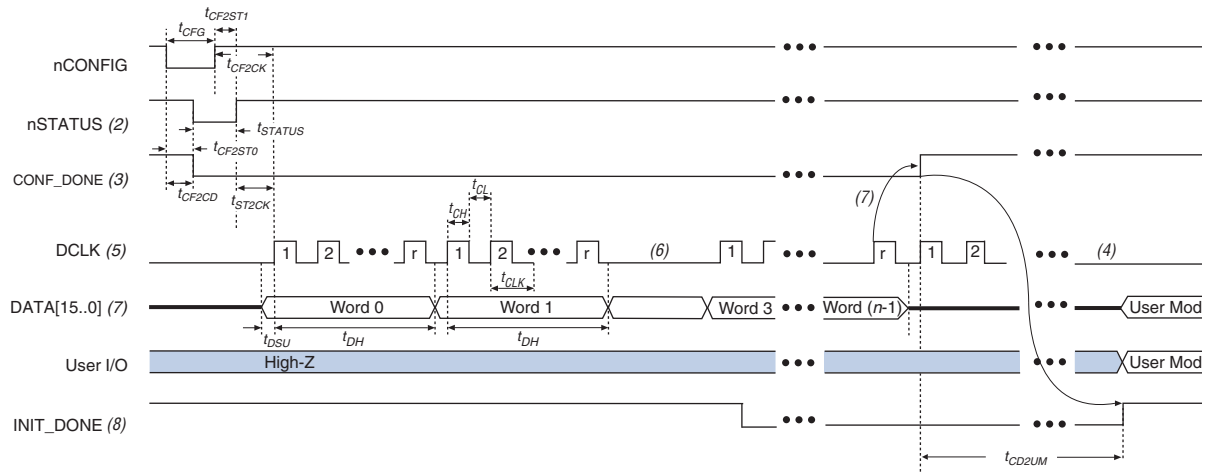 tCF2ST1
tCFG
nCONFIG
tCF2CK
nSTATUS (2)
tSTATUS
tCF2ST0
CONF_DONE (3)
tCF2CD
tST2CK
tCL
tCH
(7)
DCLK (5)
1 2 r 1 2 r (6) 1 r 1 2 (4)
tCLK
DATA[15..0] (7)
Word 0 Word 1 Word 3 Word (n-1) User Mod
tDSU tDH tDH
User I/O
High-Z User Mod
INIT_DONE (8)
tCD2UM